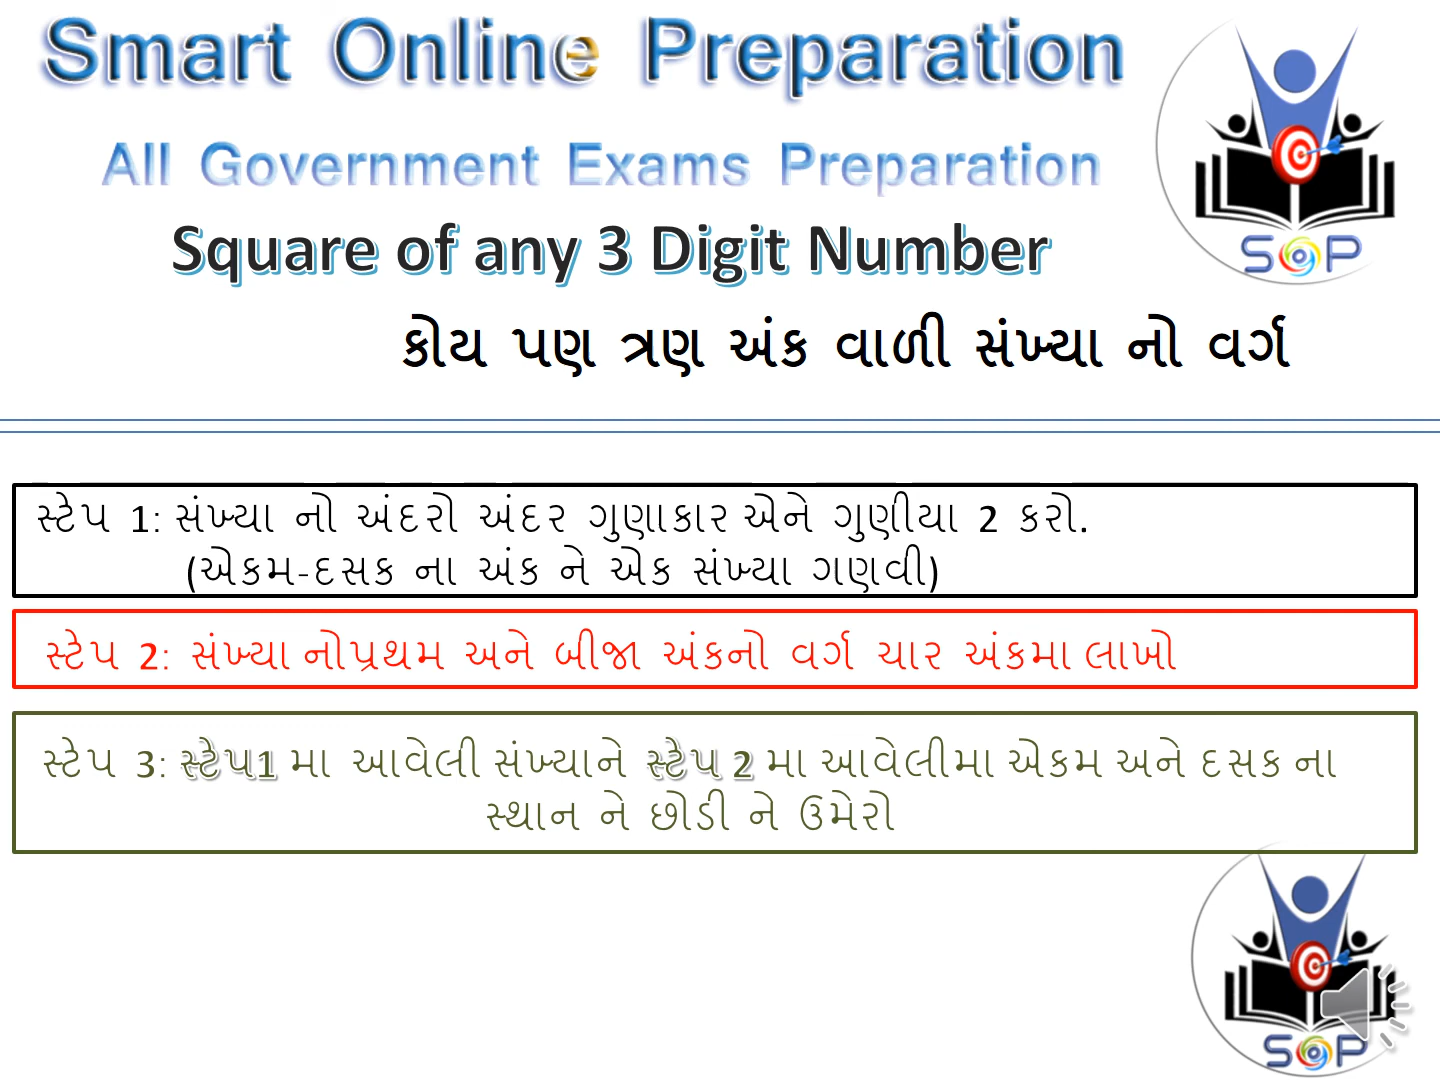 Smart Online Preparation
All Government Exams Preparation
Square of any 3 Digit Number
SOP
કોય પણ ત્રણ અંક વાળી સંખ્યા નો વર્ગ
સ્ટેપ 1: સંખ્યા નો અંદરો અંદર ગુણાકાર એને ગુણીયા 2 કરો.
(એકમ-દસક ના અંક ને એક સંખ્યા ગણવી)
સ્ટેપ 2: સંખ્યા નોપ્રથમ અને બીજા અંકનો વર્ગ ચાર અંકમા લાખો
સ્ટેપ 3: સ્ટેપ1 મા આવેલી સંખ્યાને સ્ટેપ 2 મા આવેલીમા એકમ અને દસક ના
સ્થાન ને છોડી ને ઉમેરો
SOP